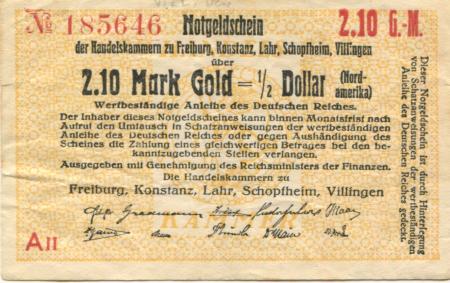 № 185646
Notgeldschein
2.10 G.-M.
der Handelskammern zu Freiburg, Konstanz, Lahr, Schopfheim, Villingen
über
2.10 Mark Gold = 1/2 Dollar (Nord-
amerika)
Wertbeständige Anleihe des Deutschen Reiches.
Der Inhaber dieses Notgeldscheines kann binnen Monatsfrist nach
Aufruf den Umtausch in Schatzanweisungen der wertbeständigen
Anleihe des Deutschen Reiches oder gegen Aushändigung des
Scheines die Zahlung eines gleichwertigen Betrages bei den be-
kanntzugebenden Stellen verlangen.
Ausgegeben mit Genehmigung des Reichsministers der Finanzen.
Die Handelskammern zu
Freiburg, Konstanz, Lahr, Schopfheim, Villingen
A II
Dieser Notgeldschein ist durch Hinterlegung
von Schatzanweisungen der wertbeständigen
Anleihe des Deutschen Reiches gedeckt.